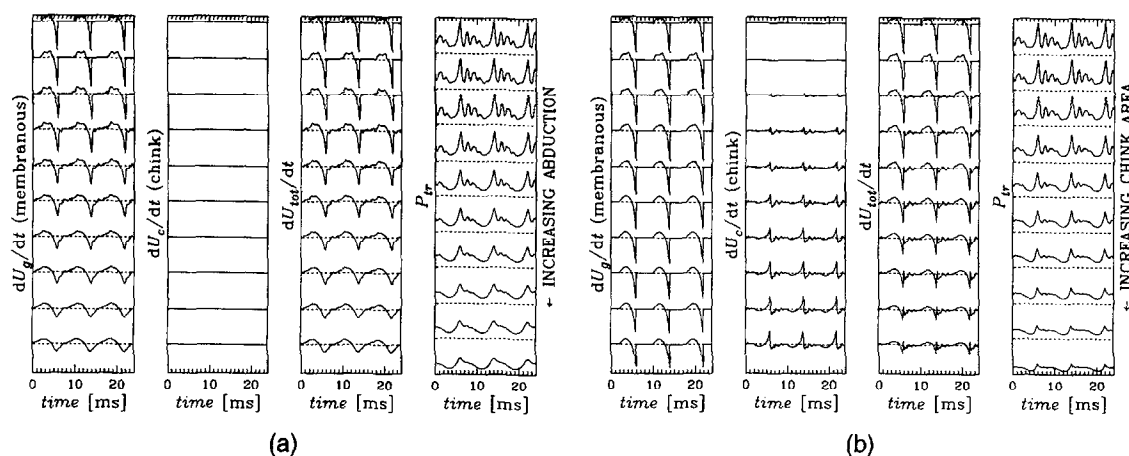 dU_g/dt (membranous)
dU_c/dt (chink)
dU_tot/dt
P_tr
← INCREASING ABDUCTION
0 10 20
0 10 20
0 10 20
0 10 20
time [ms]
time [ms]
time [ms]
time [ms]
(a)
dU_g/dt (membranous)
dU_c/dt (chink)
dU_tot/dt
P_tr
← INCREASING CHINK AREA
0 10 20
0 10 20
0 10 20
0 10 20
time [ms]
time [ms]
time [ms]
time [ms]
(b)